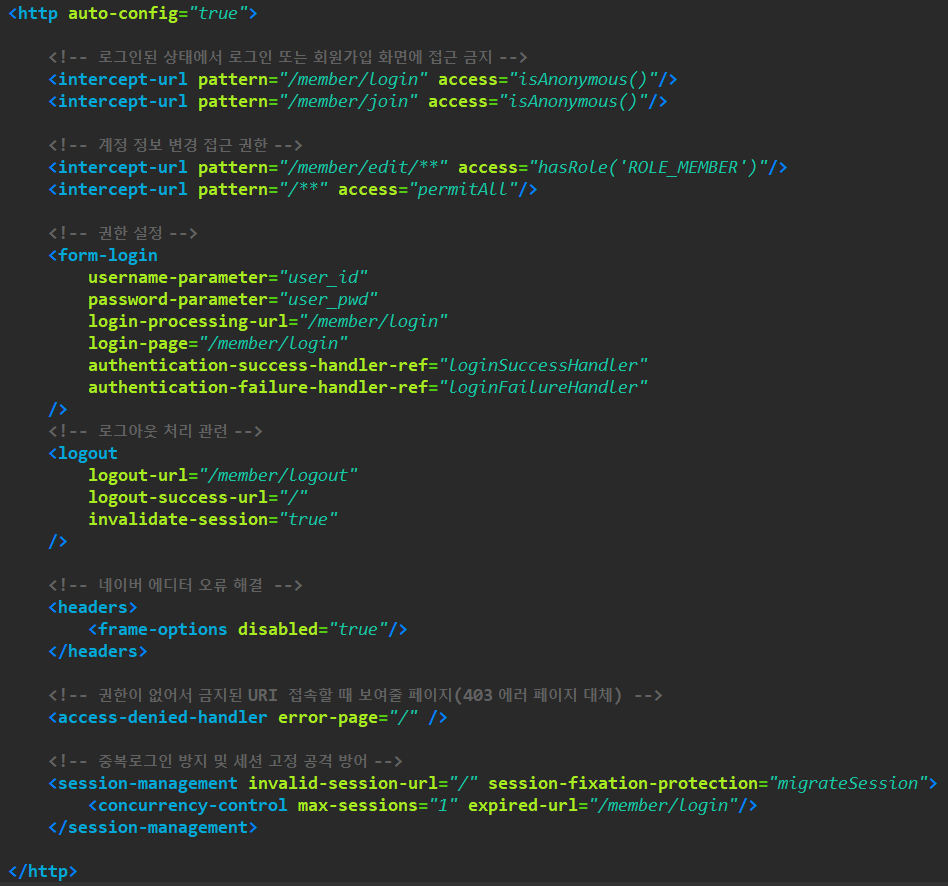 <http auto-config="true">
<!-- 로그인된 상태에서 로그인 또는 회원가입 화면에 접근 금지 -->
<intercept-url pattern="/member/login" access="isAnonymous()"/>
<intercept-url pattern="/member/join" access="isAnonymous()"/>
<!-- 계정 정보 변경 접근 권한 -->
<intercept-url pattern="/member/edit/**" access="hasRole('ROLE_MEMBER')"/>
<intercept-url pattern="/**" access="permitAll"/>
<!-- 권한 설정 -->
<form-login
username-parameter="user_id"
password-parameter="user_pwd"
login-processing-url="/member/login"
login-page="/member/login"
authentication-success-handler-ref="loginSuccessHandler"
authentication-failure-handler-ref="loginFailureHandler"
/>
<!-- 로그아웃 처리 관련 -->
<logout
logout-url="/member/logout"
logout-success-url="/"
invalidate-session="true"
/>
<!-- 네이버 에디터 오류 해결 -->
<headers>
<frame-options disabled="true"/>
</headers>
<!-- 권한이 없어서 금지된 URI 접속할 때 보여줄 페이지(403 에러 페이지 대체) -->
<access-denied-handler error-page="/" />
<!-- 중복로그인 방지 및 세션 고정 공격 방어 -->
<session-management invalid-session-url="/" session-fixation-protection="migrateSession">
<concurrency-control max-sessions="1" expired-url="/member/login"/>
</session-management>
</http>